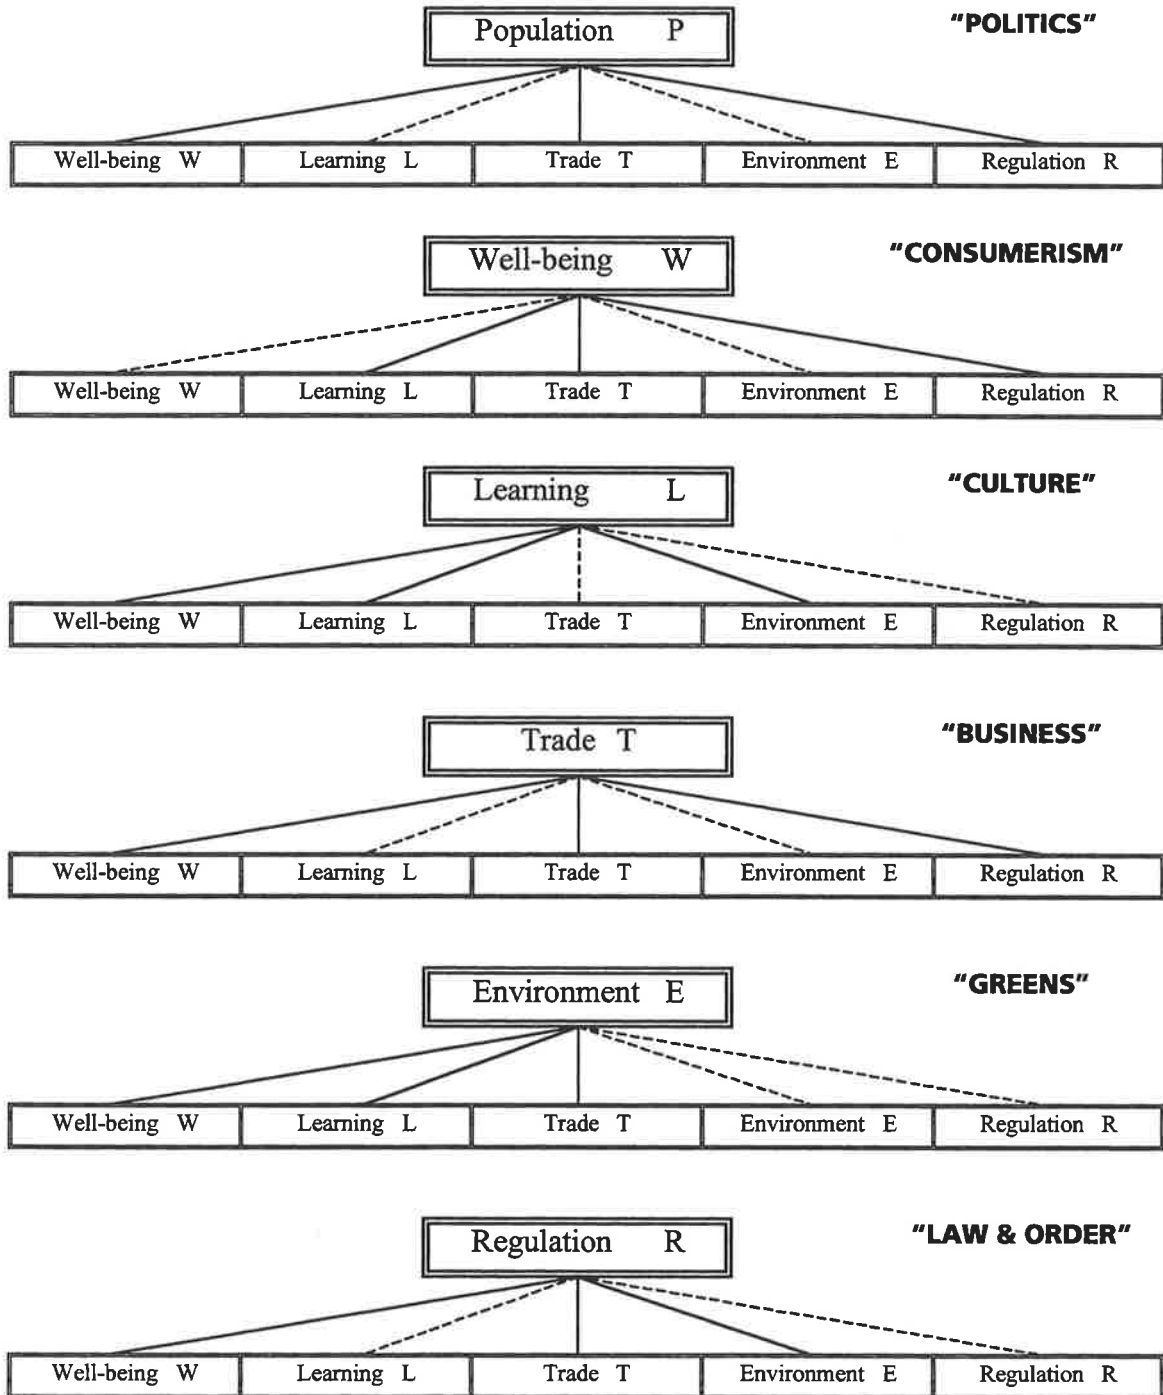 Population P
"POLITICS"
Well-being W Learning L Trade T Environment E Regulation R
Well-being W
"CONSUMERISM"
Well-being W Learning L Trade T Environment E Regulation R
Learning L
"CULTURE"
Well-being W Learning L Trade T Environment E Regulation R
Trade T
"BUSINESS"
Well-being W Learning L Trade T Environment E Regulation R
Environment E
"GREENS"
Well-being W Learning L Trade T Environment E Regulation R
Regulation R
"LAW & ORDER"
Well-being W Learning L Trade T Environment E Regulation R